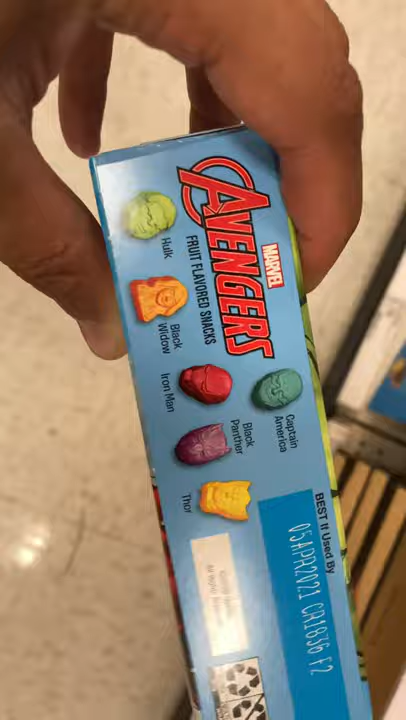 MARVEL
AVENGERS
FRUIT FLAVORED SNACKS
Hulk
Black
Widow
Iron Man
Captain
America
Black
Panther
Thor
BEST If Used By
05APR2021 CR1836 F2